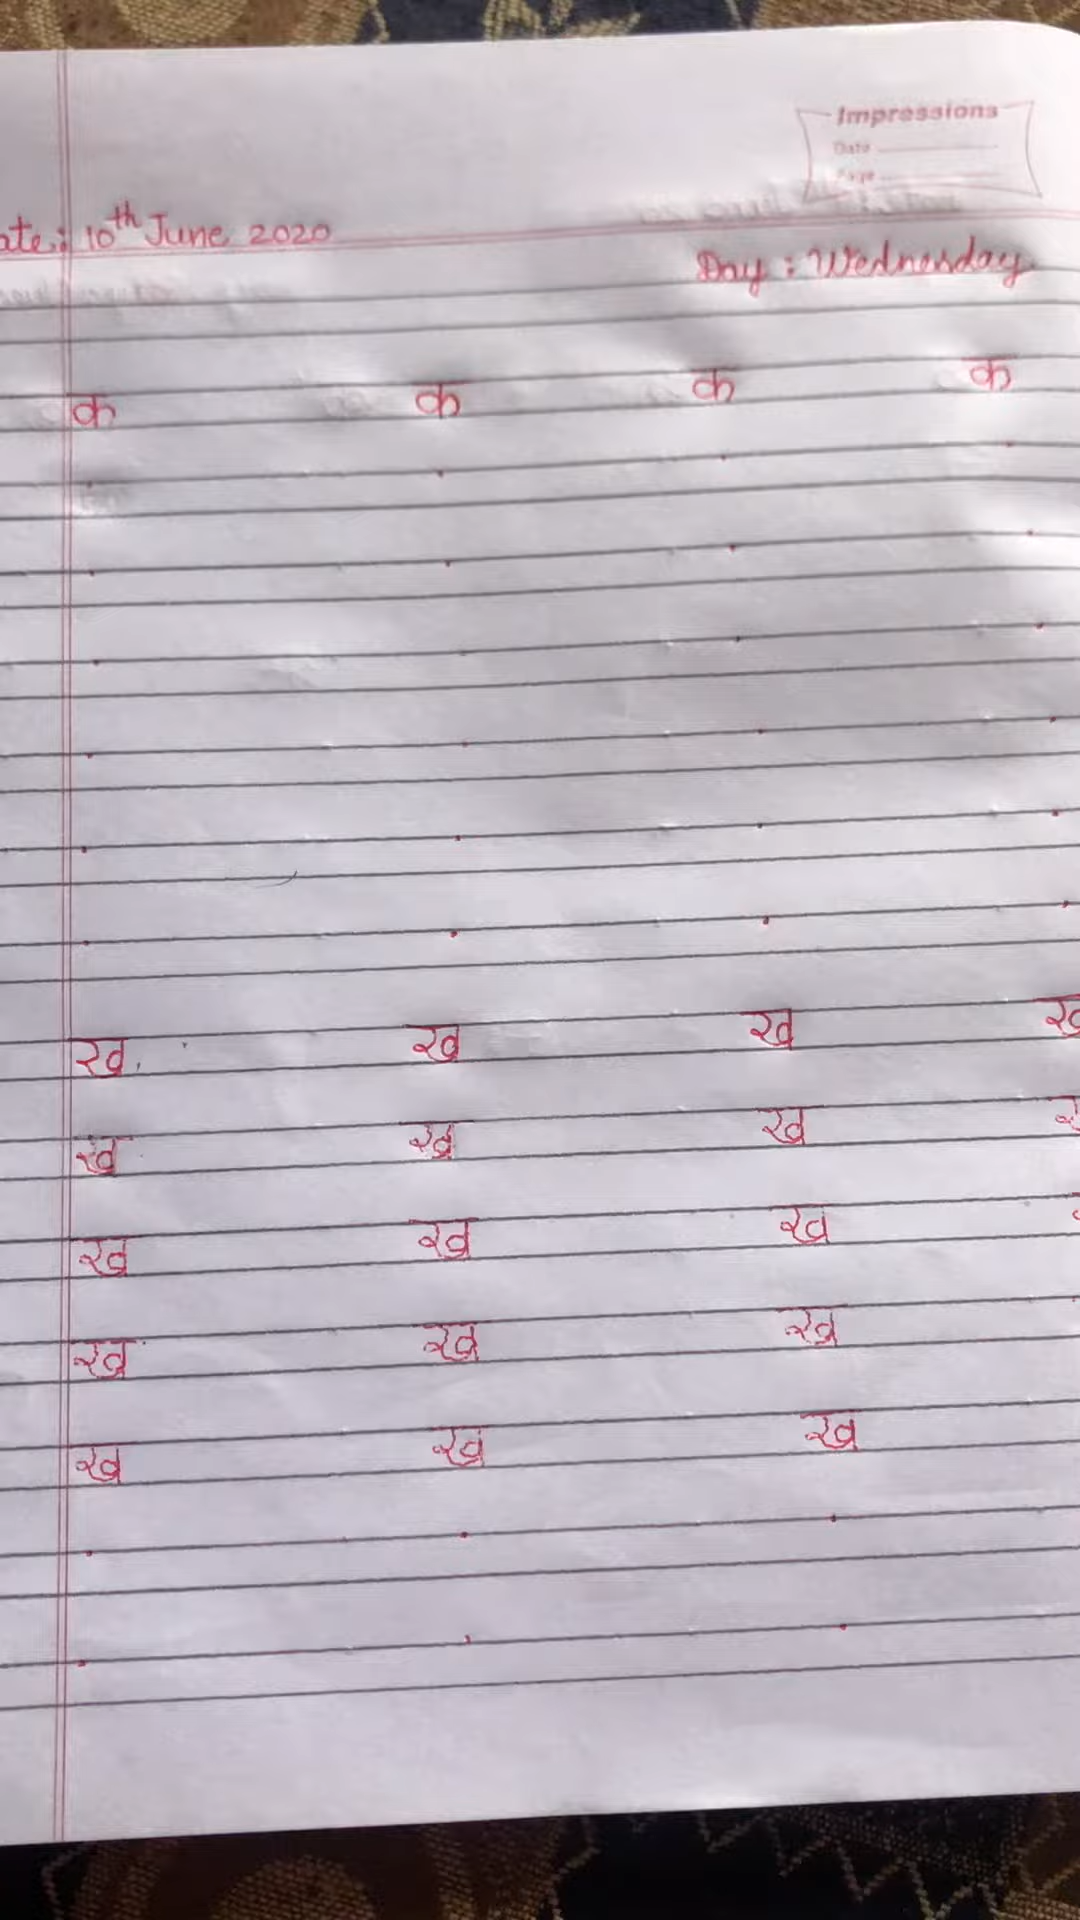 Impressions
Date
Page
ate: 10th June 2020
Day : Wednesday
क क क क
ख ख ख ख
ख ख ख
ख ख ख
ख ख ख
ख ख ख